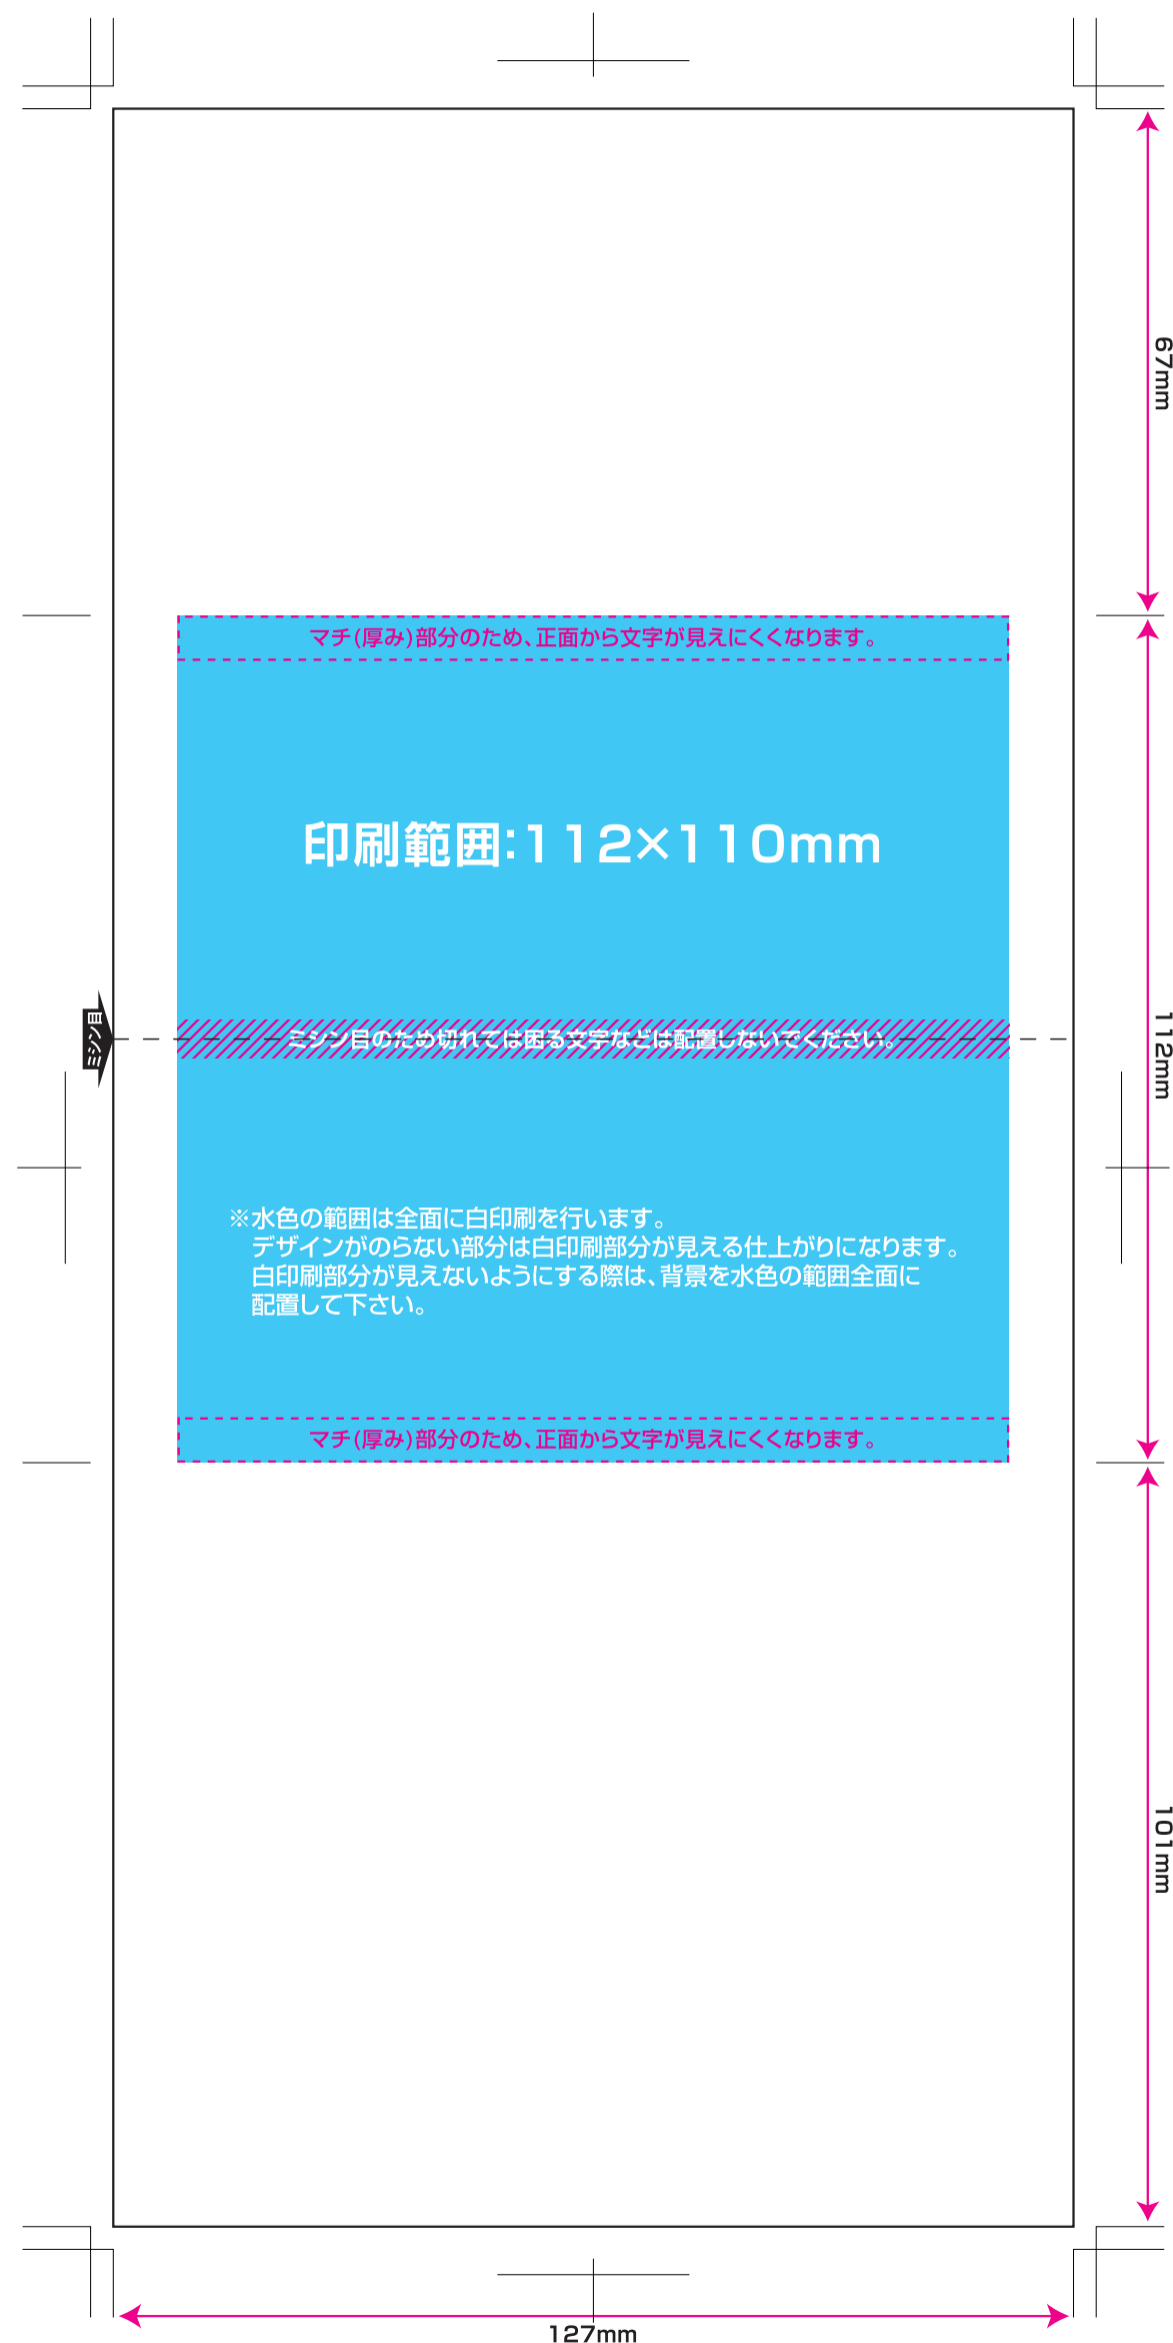 67mm
マチ(厚み)部分のため、正面から文字が見えにくくなります。
印刷範囲:112×110mm
ミシン目
ミシン目のため切れては困る文字などは配置しないでください。
112mm
※水色の範囲は全面に白印刷を行います。
デザインがのらない部分は白印刷部分が見える仕上がりになります。
白印刷部分が見えないようにする際は、背景を水色の範囲全面に
配置して下さい。
マチ(厚み)部分のため、正面から文字が見えにくくなります。
101mm
127mm